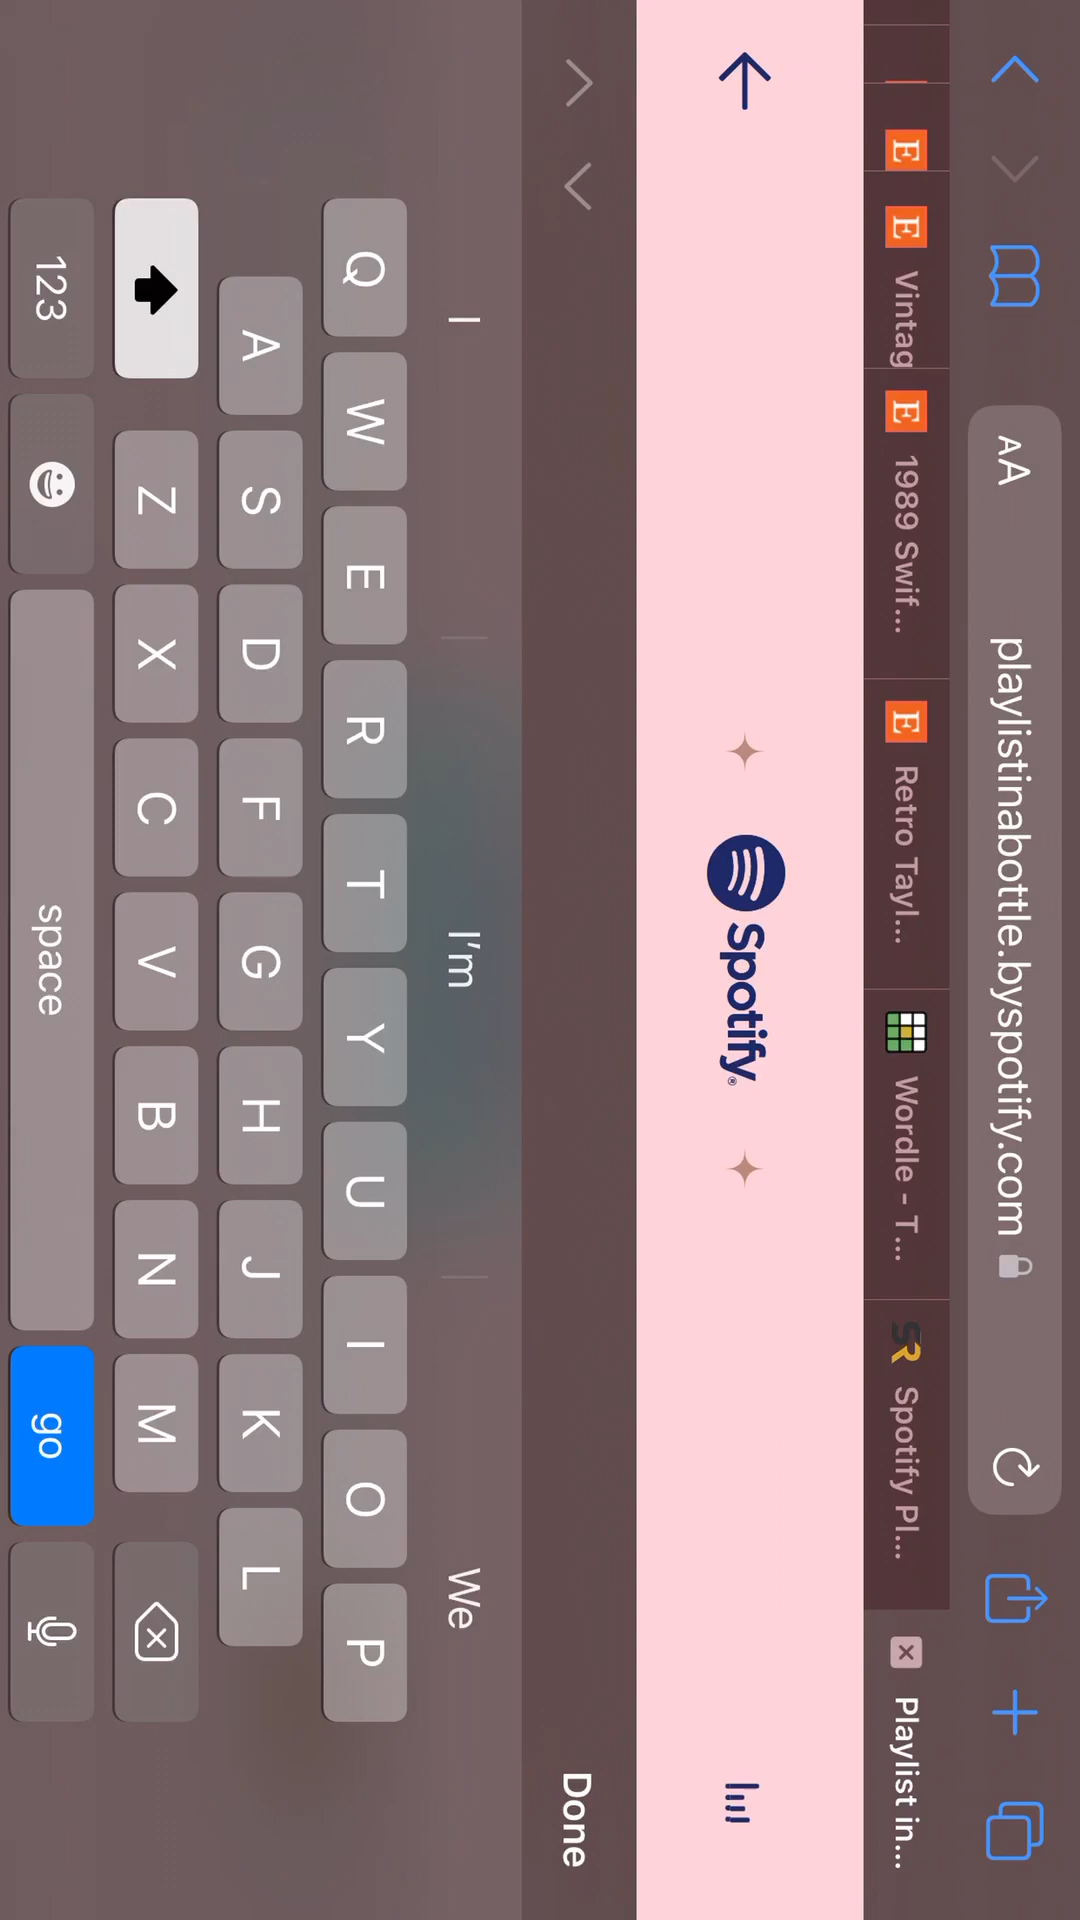 AA
playlistinabottle.byspotify.com
E
E Vintag
E 1989 Swif...
E Retro Tayl...
Wordle - T...
SR Spotify Pl...
Playlist in...
Spotify®
Done
I
I'm
We
Q W E R T Y U I O P
A S D F G H J K L
Z X C V B N M
123
space
go